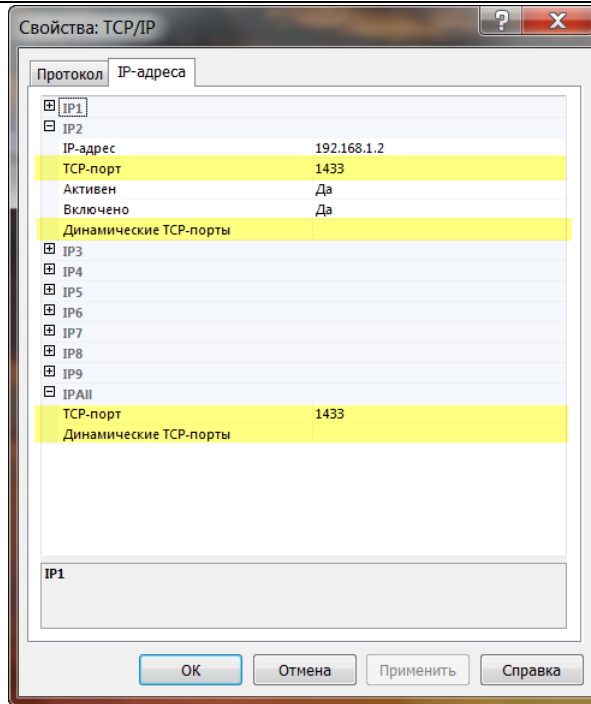 Свойства: TCP/IP
Протокол IP-адреса
IP1
IP2
IP-адрес 192.168.1.2
TCP-порт 1433
Активен Да
Включено Да
Динамические TCP-порты
IP3
IP4
IP5
IP6
IP7
IP8
IP9
IPAll
TCP-порт 1433
Динамические TCP-порты
IP1
ОК Отмена Применить Справка